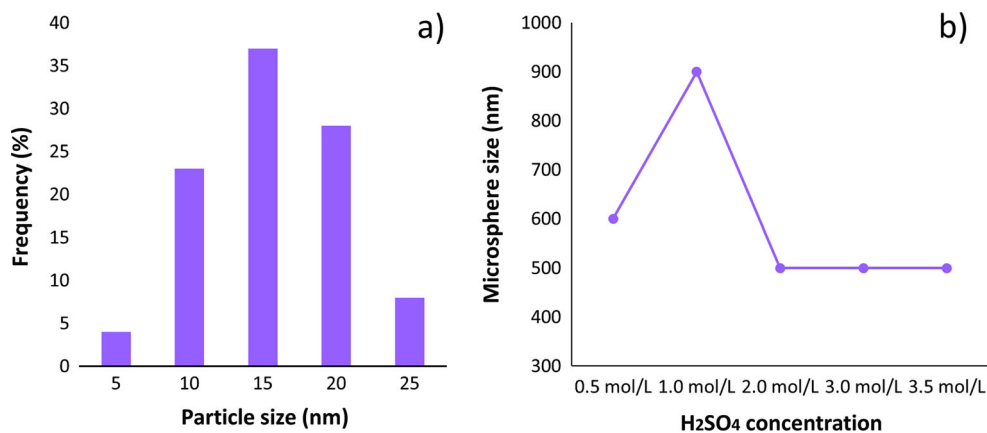 a)
Frequency (%)
40
35
30
25
20
15
10
5
0
5 10 15 20 25
Particle size (nm)
b)
Microsphere size (nm)
1000
900
800
700
600
500
400
300
0.5 mol/L 1.0 mol/L 2.0 mol/L 3.0 mol/L 3.5 mol/L
H₂SO₄ concentration